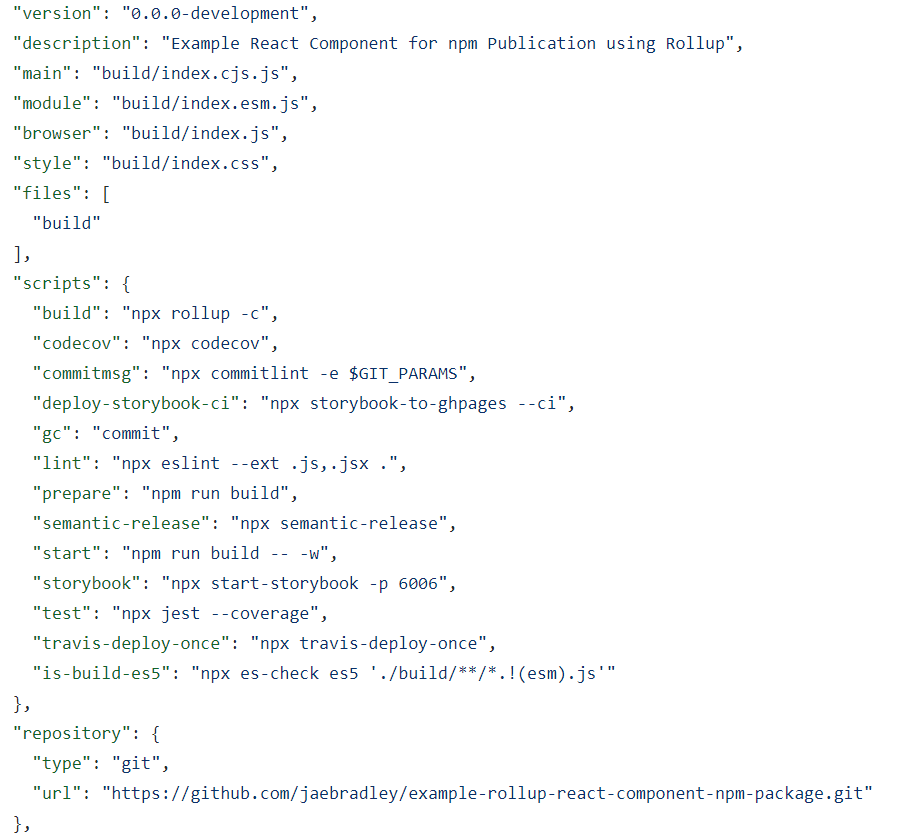 "version": "0.0.0-development",
"description": "Example React Component for npm Publication using Rollup",
"main": "build/index.cjs.js",
"module": "build/index.esm.js",
"browser": "build/index.js",
"style": "build/index.css",
"files": [
  "build"
],
"scripts": {
  "build": "npx rollup -c",
  "codecov": "npx codecov",
  "commitmsg": "npx commitlint -e $GIT_PARAMS",
  "deploy-storybook-ci": "npx storybook-to-ghpages --ci",
  "gc": "commit",
  "lint": "npx eslint --ext .js,.jsx .",
  "prepare": "npm run build",
  "semantic-release": "npx semantic-release",
  "start": "npm run build -- -w",
  "storybook": "npx start-storybook -p 6006",
  "test": "npx jest --coverage",
  "travis-deploy-once": "npx travis-deploy-once",
  "is-build-es5": "npx es-check es5 './build/**/*.!(esm).js'"
},
"repository": {
  "type": "git",
  "url": "https://github.com/jaebradley/example-rollup-react-component-npm-package.git"
},